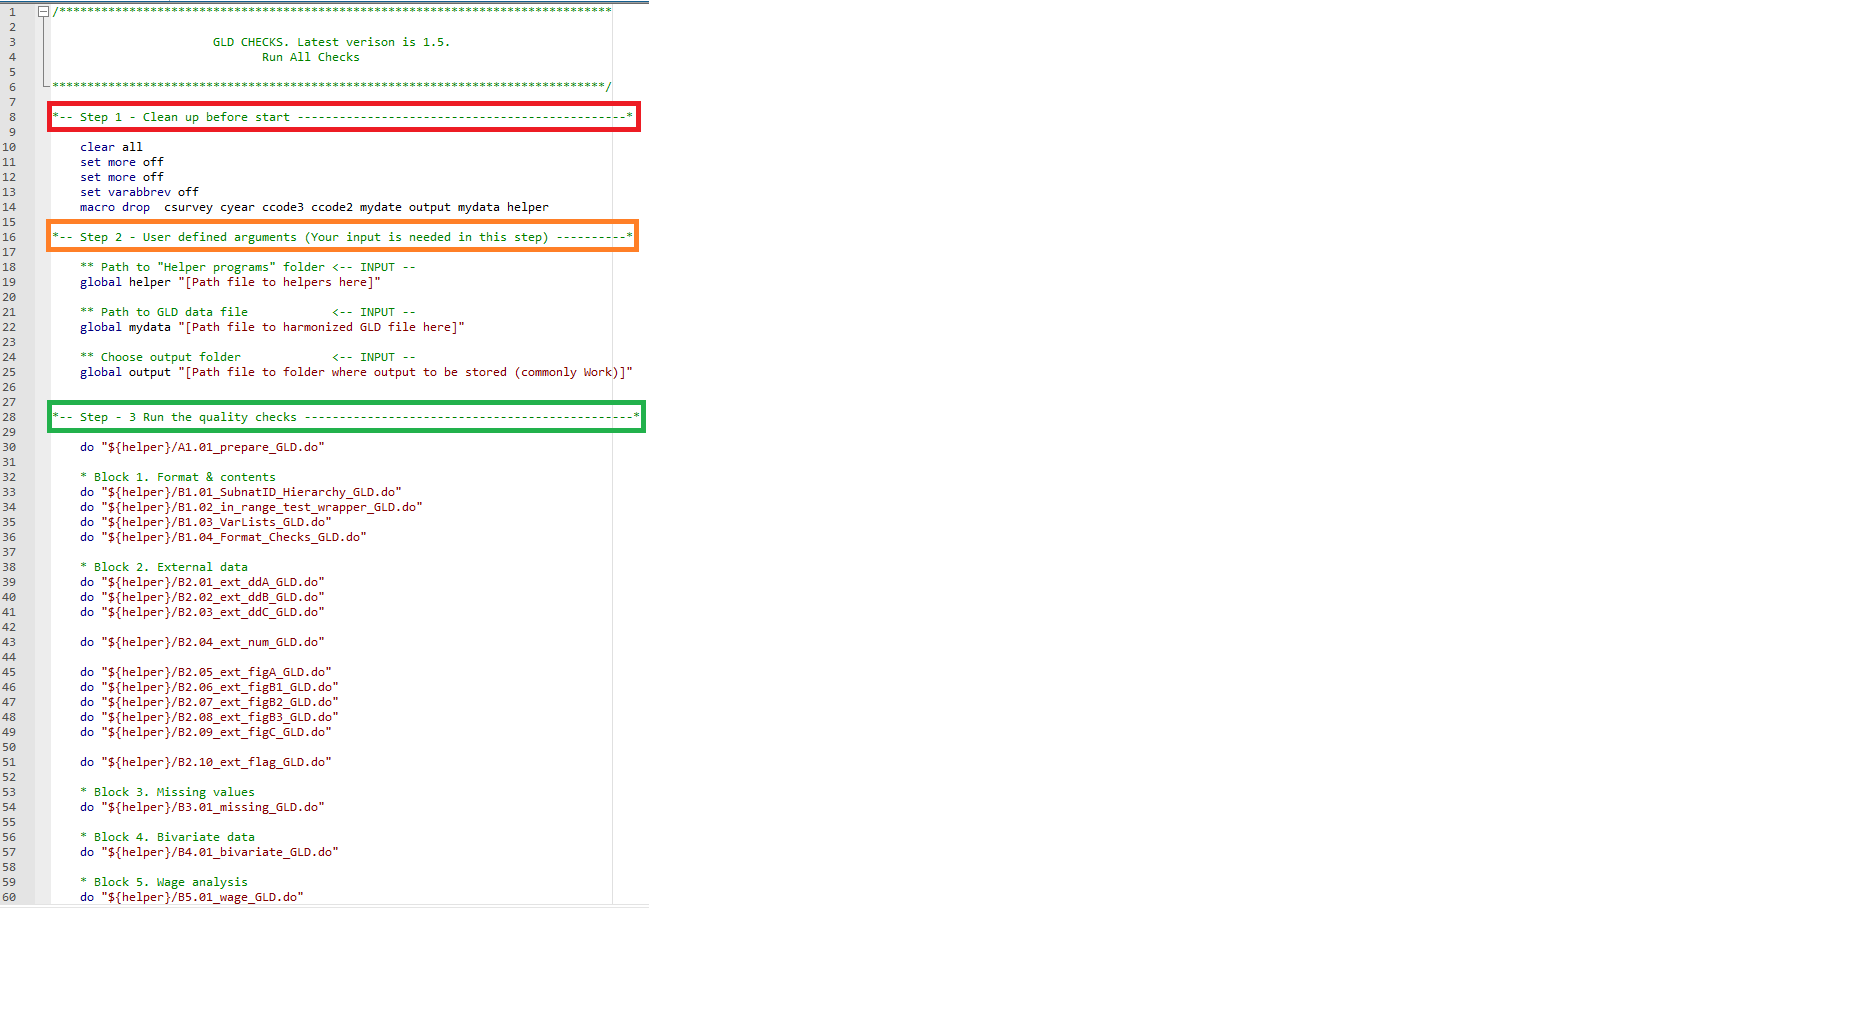 1 /*******************************************************************************
2
3 GLD CHECKS. Latest verison is 1.5.
4 Run All Checks
5
6 *******************************************************************************/
7
8 *-- Step 1 - Clean up before start -----------------------------------------------*
9
10 clear all
11 set more off
12 set more off
13 set varabbrev off
14 macro drop  csurvey cyear ccode3 ccode2 mydate output mydata helper
15
16 *-- Step 2 - User defined arguments (Your input is needed in this step) ----------*
17
18 ** Path to "Helper programs" folder <-- INPUT --
19 global helper "[Path file to helpers here]"
20
21 ** Path to GLD data file            <-- INPUT --
22 global mydata "[Path file to harmonized GLD file here]"
23
24 ** Choose output folder             <-- INPUT --
25 global output "[Path file to folder where output to be stored (commonly Work)]"
26
27
28 *-- Step - 3 Run the quality checks -----------------------------------------------*
29
30 do "${helper}/A1.01_prepare_GLD.do"
31
32 * Block 1. Format & contents
33 do "${helper}/B1.01_SubnatID_Hierarchy_GLD.do"
34 do "${helper}/B1.02_in_range_test_wrapper_GLD.do"
35 do "${helper}/B1.03_VarLists_GLD.do"
36 do "${helper}/B1.04_Format_Checks_GLD.do"
37
38 * Block 2. External data
39 do "${helper}/B2.01_ext_ddA_GLD.do"
40 do "${helper}/B2.02_ext_ddB_GLD.do"
41 do "${helper}/B2.03_ext_ddC_GLD.do"
42
43 do "${helper}/B2.04_ext_num_GLD.do"
44
45 do "${helper}/B2.05_ext_figA_GLD.do"
46 do "${helper}/B2.06_ext_figB1_GLD.do"
47 do "${helper}/B2.07_ext_figB2_GLD.do"
48 do "${helper}/B2.08_ext_figB3_GLD.do"
49 do "${helper}/B2.09_ext_figC_GLD.do"
50
51 do "${helper}/B2.10_ext_flag_GLD.do"
52
53 * Block 3. Missing values
54 do "${helper}/B3.01_missing_GLD.do"
55
56 * Block 4. Bivariate data
57 do "${helper}/B4.01_bivariate_GLD.do"
58
59 * Block 5. Wage analysis
60 do "${helper}/B5.01_wage_GLD.do"